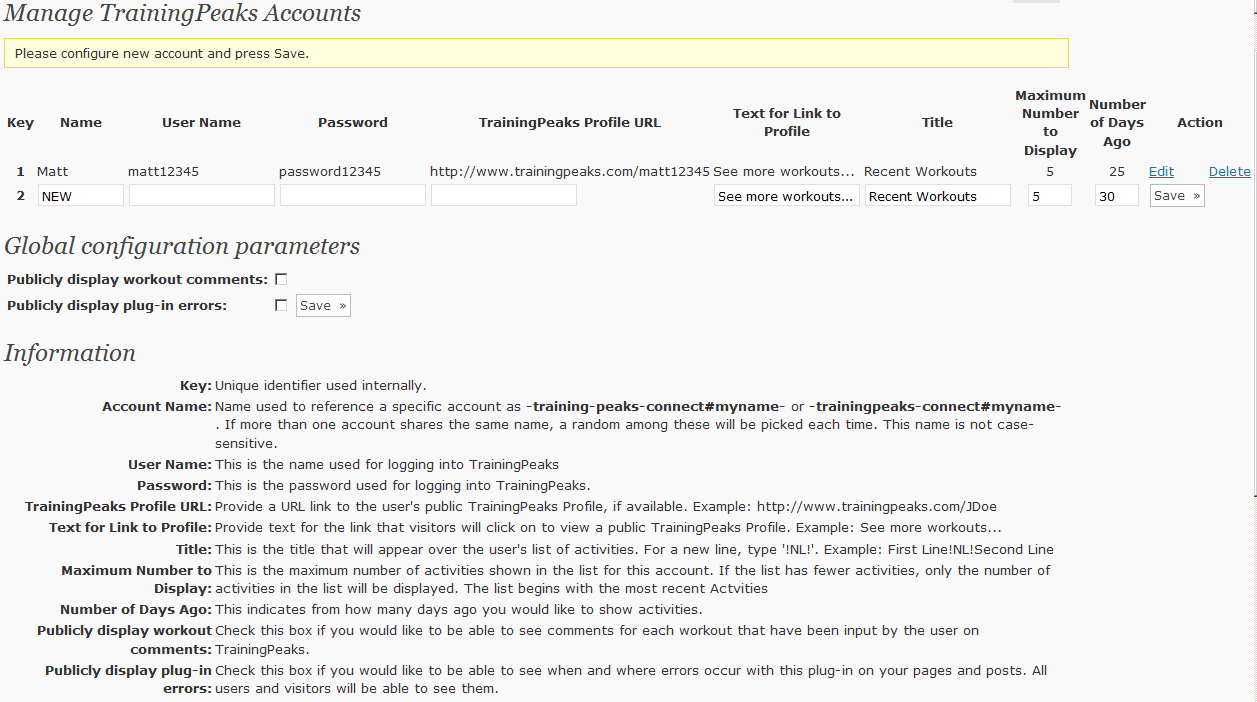 Manage TrainingPeaks Accounts
Please configure new account and press Save.
Key Name User Name Password TrainingPeaks Profile URL Text for Link to Profile Title Maximum Number to Display Number of Days Ago Action
1 Matt matt12345 password12345 http://www.trainingpeaks.com/matt12345 See more workouts... Recent Workouts 5 25 Edit Delete
2 NEW See more workouts... Recent Workouts 5 30 Save »
Global configuration parameters
Publicly display workout comments:
Publicly display plug-in errors: Save »
Information
Key: Unique identifier used internally.
Account Name: Name used to reference a specific account as -training-peaks-connect#myname- or -trainingpeaks-connect#myname-
. If more than one account shares the same name, a random among these will be picked each time. This name is not case-
sensitive.
User Name: This is the name used for logging into TrainingPeaks
Password: This is the password used for logging into TrainingPeaks.
TrainingPeaks Profile URL: Provide a URL link to the user's public TrainingPeaks Profile, if available. Example: http://www.trainingpeaks.com/JDoe
Text for Link to Profile: Provide text for the link that visitors will click on to view a public TrainingPeaks Profile. Example: See more workouts...
Title: This is the title that will appear over the user's list of activities. For a new line, type '!NL!'. Example: First Line!NL!Second Line
Maximum Number to This is the maximum number of activities shown in the list for this account. If the list has fewer activities, only the number of
Display: activities in the list will be displayed. The list begins with the most recent Actvities
Number of Days Ago: This indicates from how many days ago you would like to show activities.
Publicly display workout Check this box if you would like to be able to see comments for each workout that have been input by the user on
comments: TrainingPeaks.
Publicly display plug-in Check this box if you would like to be able to see when and where errors occur with this plug-in on your pages and posts. All
errors: users and visitors will be able to see them.